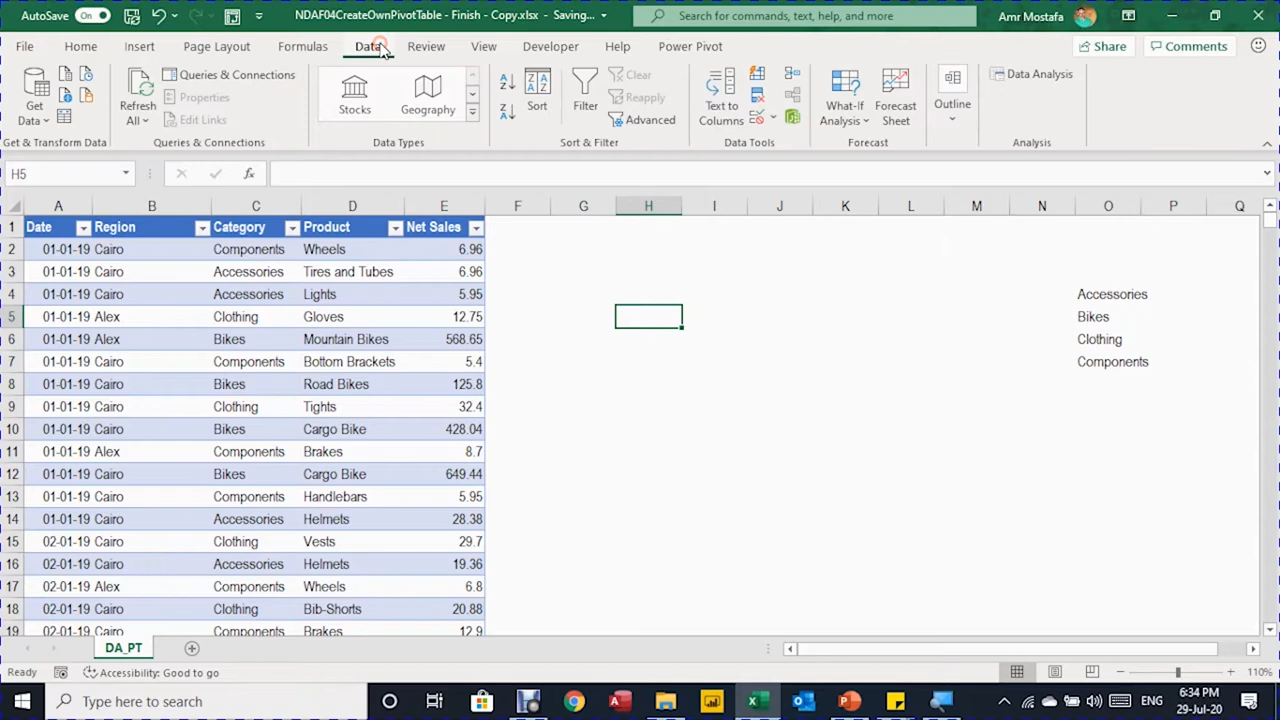 AutoSave On NDAF04CreateOwnPivotTable - Finish - Copy.xlsx - Saving... Search for commands, text, help, and more Amr Mostafa
File Home Insert Page Layout Formulas Data Review View Developer Help Power Pivot Share Comments
Get Data Refresh All Queries & Connections Properties Edit Links Stocks Geography Sort Filter Clear Reapply Advanced Text to Columns What-If Analysis Forecast Sheet Outline Data Analysis
Get & Transform Data Queries & Connections Data Types Sort & Filter Data Tools Forecast Analysis
H5 fx
A B C D E F G H I J K L M N O P Q
1 Date Region Category Product Net Sales
2 01-01-19 Cairo Components Wheels 6.96
3 01-01-19 Cairo Accessories Tires and Tubes 6.96
4 01-01-19 Cairo Accessories Lights 5.95 Accessories
5 01-01-19 Alex Clothing Gloves 12.75 Bikes
6 01-01-19 Alex Bikes Mountain Bikes 568.65 Clothing
7 01-01-19 Cairo Components Bottom Brackets 5.4 Components
8 01-01-19 Cairo Bikes Road Bikes 125.8
9 01-01-19 Cairo Clothing Tights 32.4
10 01-01-19 Cairo Bikes Cargo Bike 428.04
11 01-01-19 Alex Components Brakes 8.7
12 01-01-19 Cairo Bikes Cargo Bike 649.44
13 01-01-19 Cairo Components Handlebars 5.95
14 01-01-19 Cairo Accessories Helmets 28.38
15 02-01-19 Cairo Clothing Vests 29.7
16 02-01-19 Cairo Accessories Helmets 19.36
17 02-01-19 Alex Components Wheels 6.8
18 02-01-19 Cairo Clothing Bib-Shorts 20.88
19 02-01-19 Cairo Components Brakes 12.9
DA_PT
Ready Accessibility: Good to go 110%
Type here to search ENG 6:34 PM
29-Jul-20